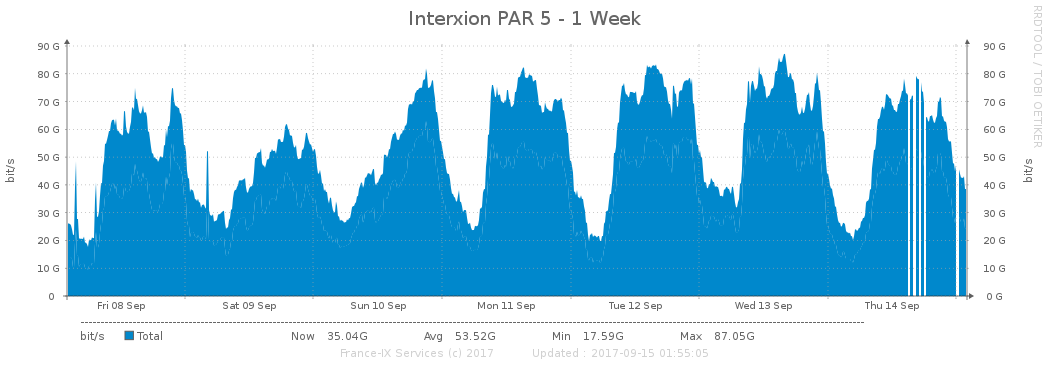 Interxion PAR 5 - 1 Week
RRDTOOL / TOBI OETIKER
bit/s
90 G
80 G
70 G
60 G
50 G
40 G
30 G
20 G
10 G
0
90 G
80 G
70 G
60 G
50 G
40 G
30 G
20 G
10 G
0 G
bit/s
Fri 08 Sep Sat 09 Sep Sun 10 Sep Mon 11 Sep Tue 12 Sep Wed 13 Sep Thu 14 Sep
bit/s Total Now 35.04G Avg 53.52G Min 17.59G Max 87.05G
France-IX Services (c) 2017 Updated : 2017-09-15 01:55:05